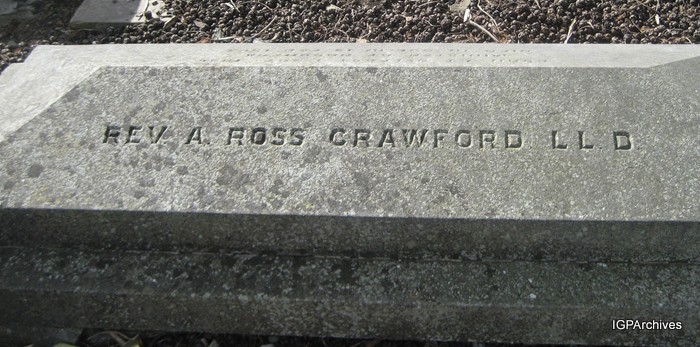 REV. A. ROSS CRAWFORD LL D
IGPArchives